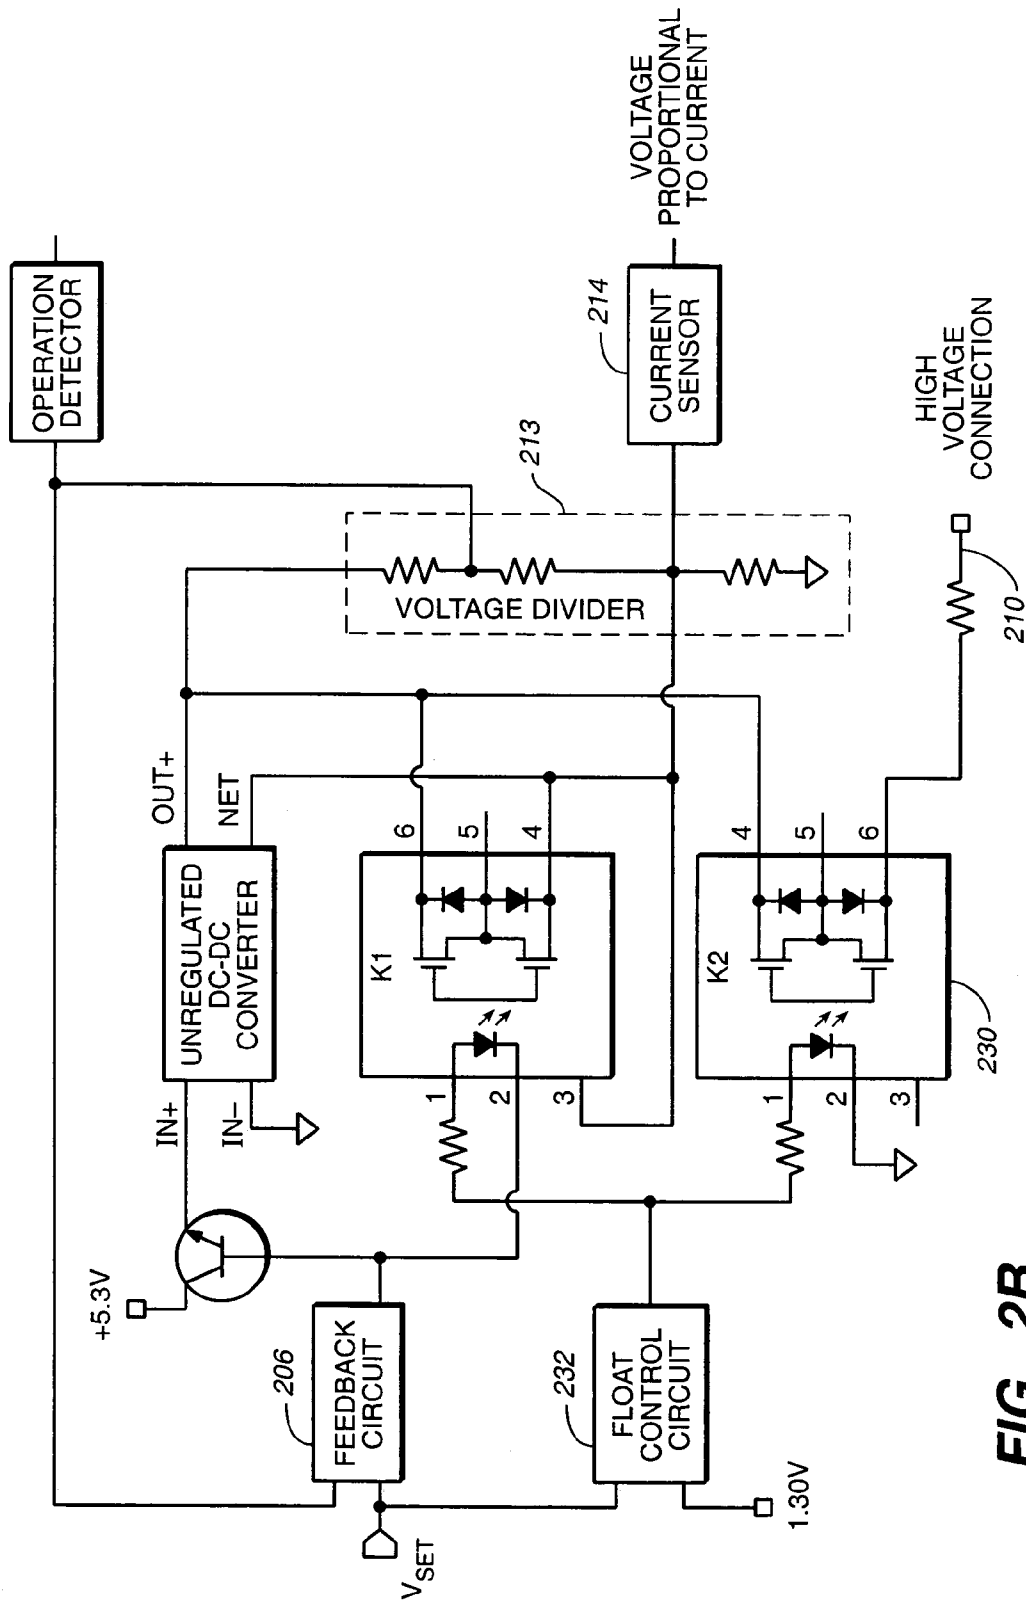 OPERATION
DETECTOR
VOLTAGE
PROPORTIONAL
TO CURRENT
214
CURRENT
SENSOR
HIGH
VOLTAGE
CONNECTION
213
VOLTAGE DIVIDER
210
OUT+
NET
UNREGULATED
DC-DC
CONVERTER
IN+
IN−
+5.3V
6
5
4
K1
1
2
3
4
5
6
K2
1
2
3
230
206
FEEDBACK
CIRCUIT
232
FLOAT
CONTROL
CIRCUIT
VSET
1.30V
FIG._2B